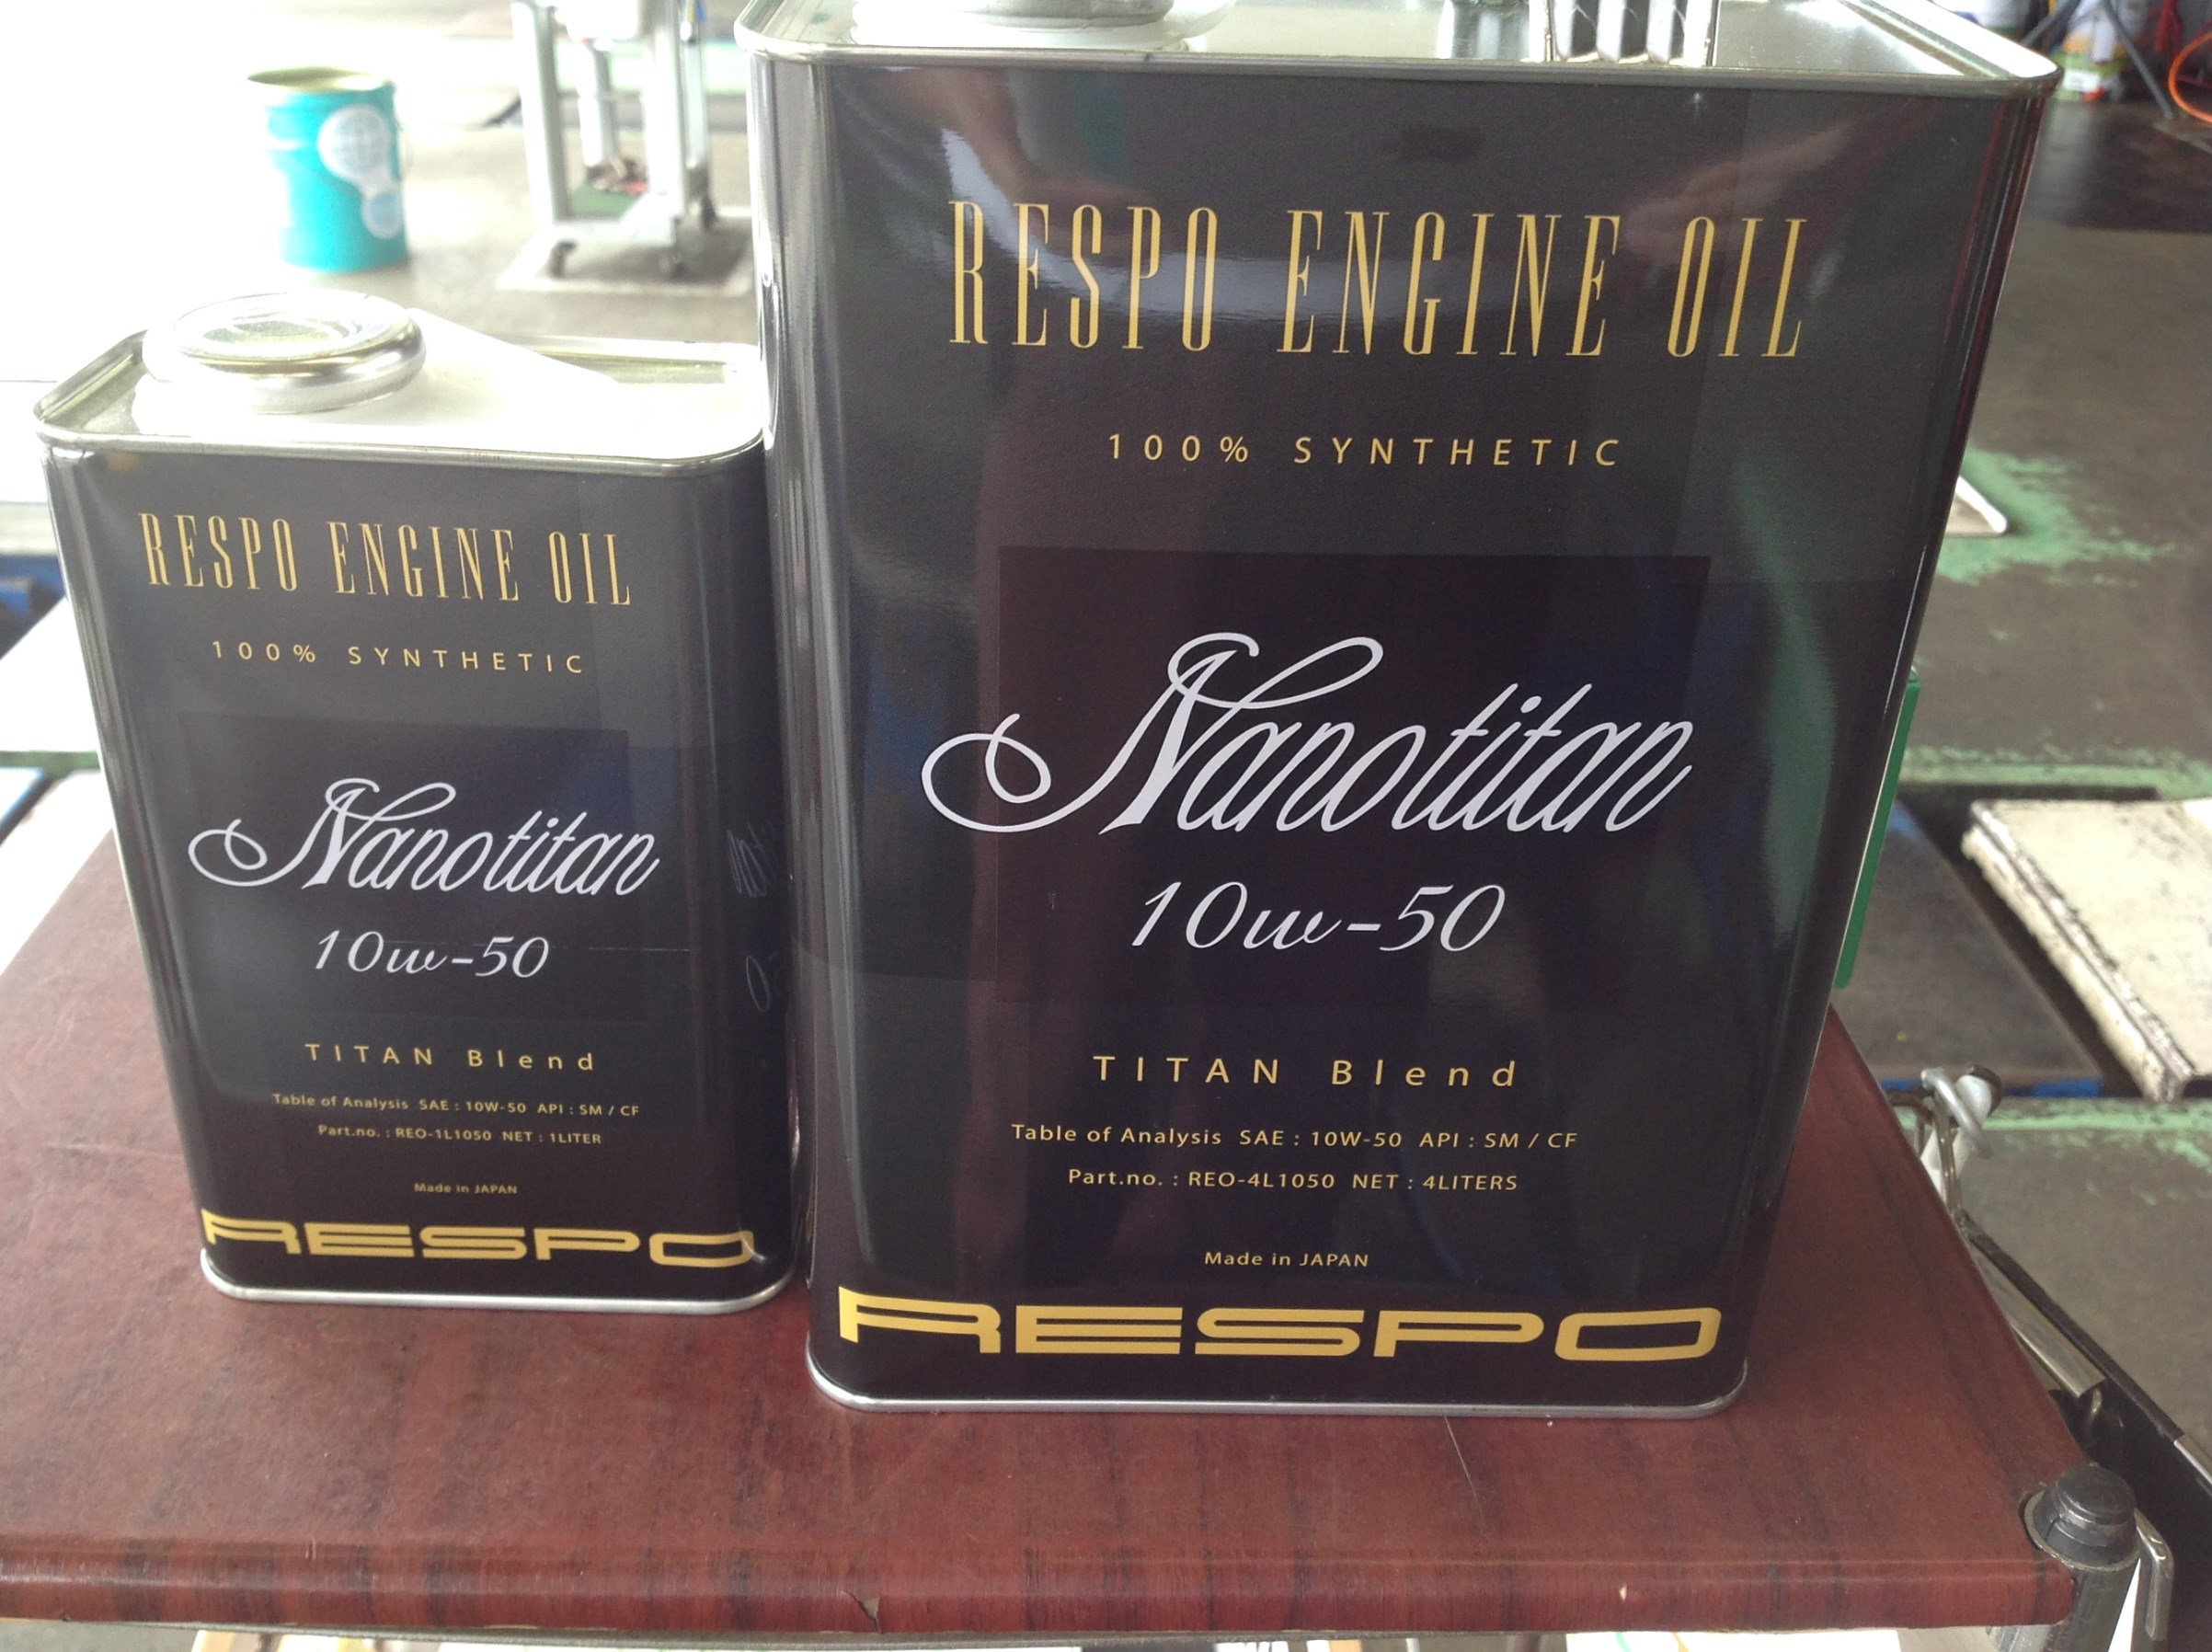 RESPO ENGINE OIL
100% SYNTHETIC
Nanotitan
10w-50
TITAN Blend
Table of Analysis SAE : 10W-50 API : SM / CF
Part.no. : REO-1L1050 NET : 1LITER
Made in JAPAN
RESPO
RESPO ENGINE OIL
100% SYNTHETIC
Nanotitan
10w-50
TITAN Blend
Table of Analysis SAE : 10W-50 API : SM / CF
Part.no. : REO-4L1050 NET : 4LITERS
Made in JAPAN
RESPO